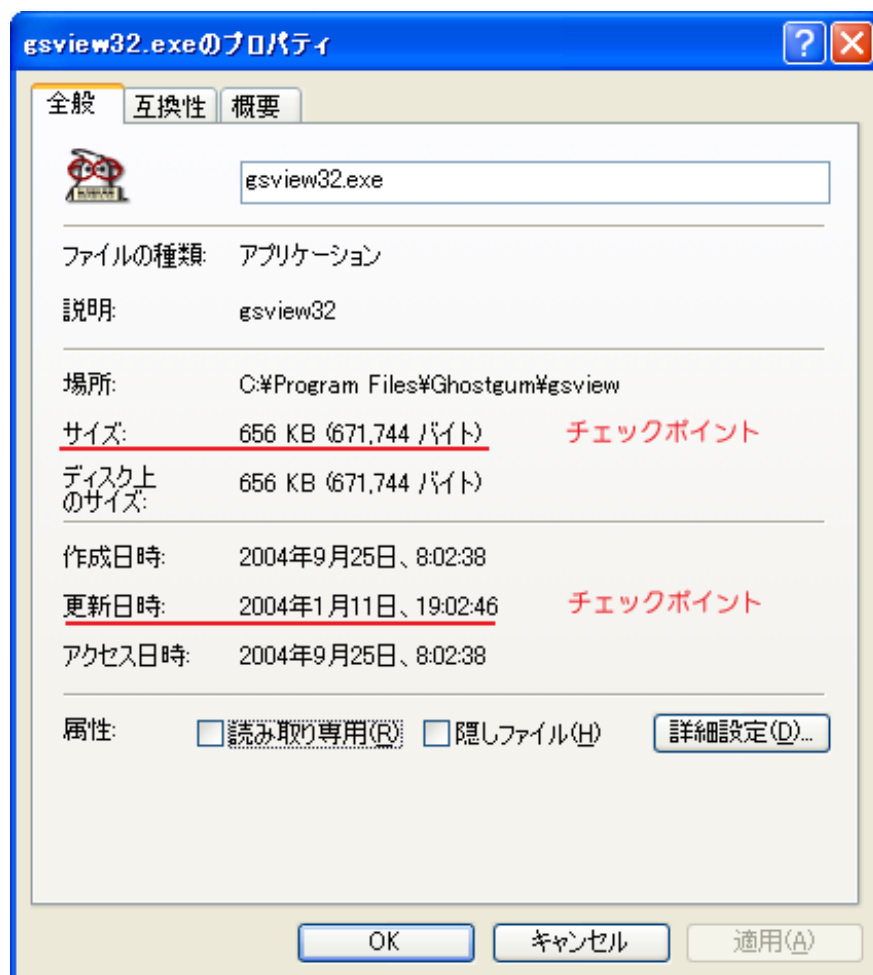 gsview32.exeのプロパティ
全般 互換性 概要
gsview32.exe
ファイルの種類: アプリケーション
説明: gsview32
場所: C:¥Program Files¥Ghostgum¥gsview
サイズ: 656 KB (671,744 バイト) チェックポイント
ディスク上
のサイズ: 656 KB (671,744 バイト)
作成日時: 2004年9月25日、8:02:38
更新日時: 2004年1月11日、19:02:46 チェックポイント
アクセス日時: 2004年9月25日、8:02:38
属性: 読み取り専用(R) 隠しファイル(H) 詳細設定(D)...
OK キャンセル 適用(A)